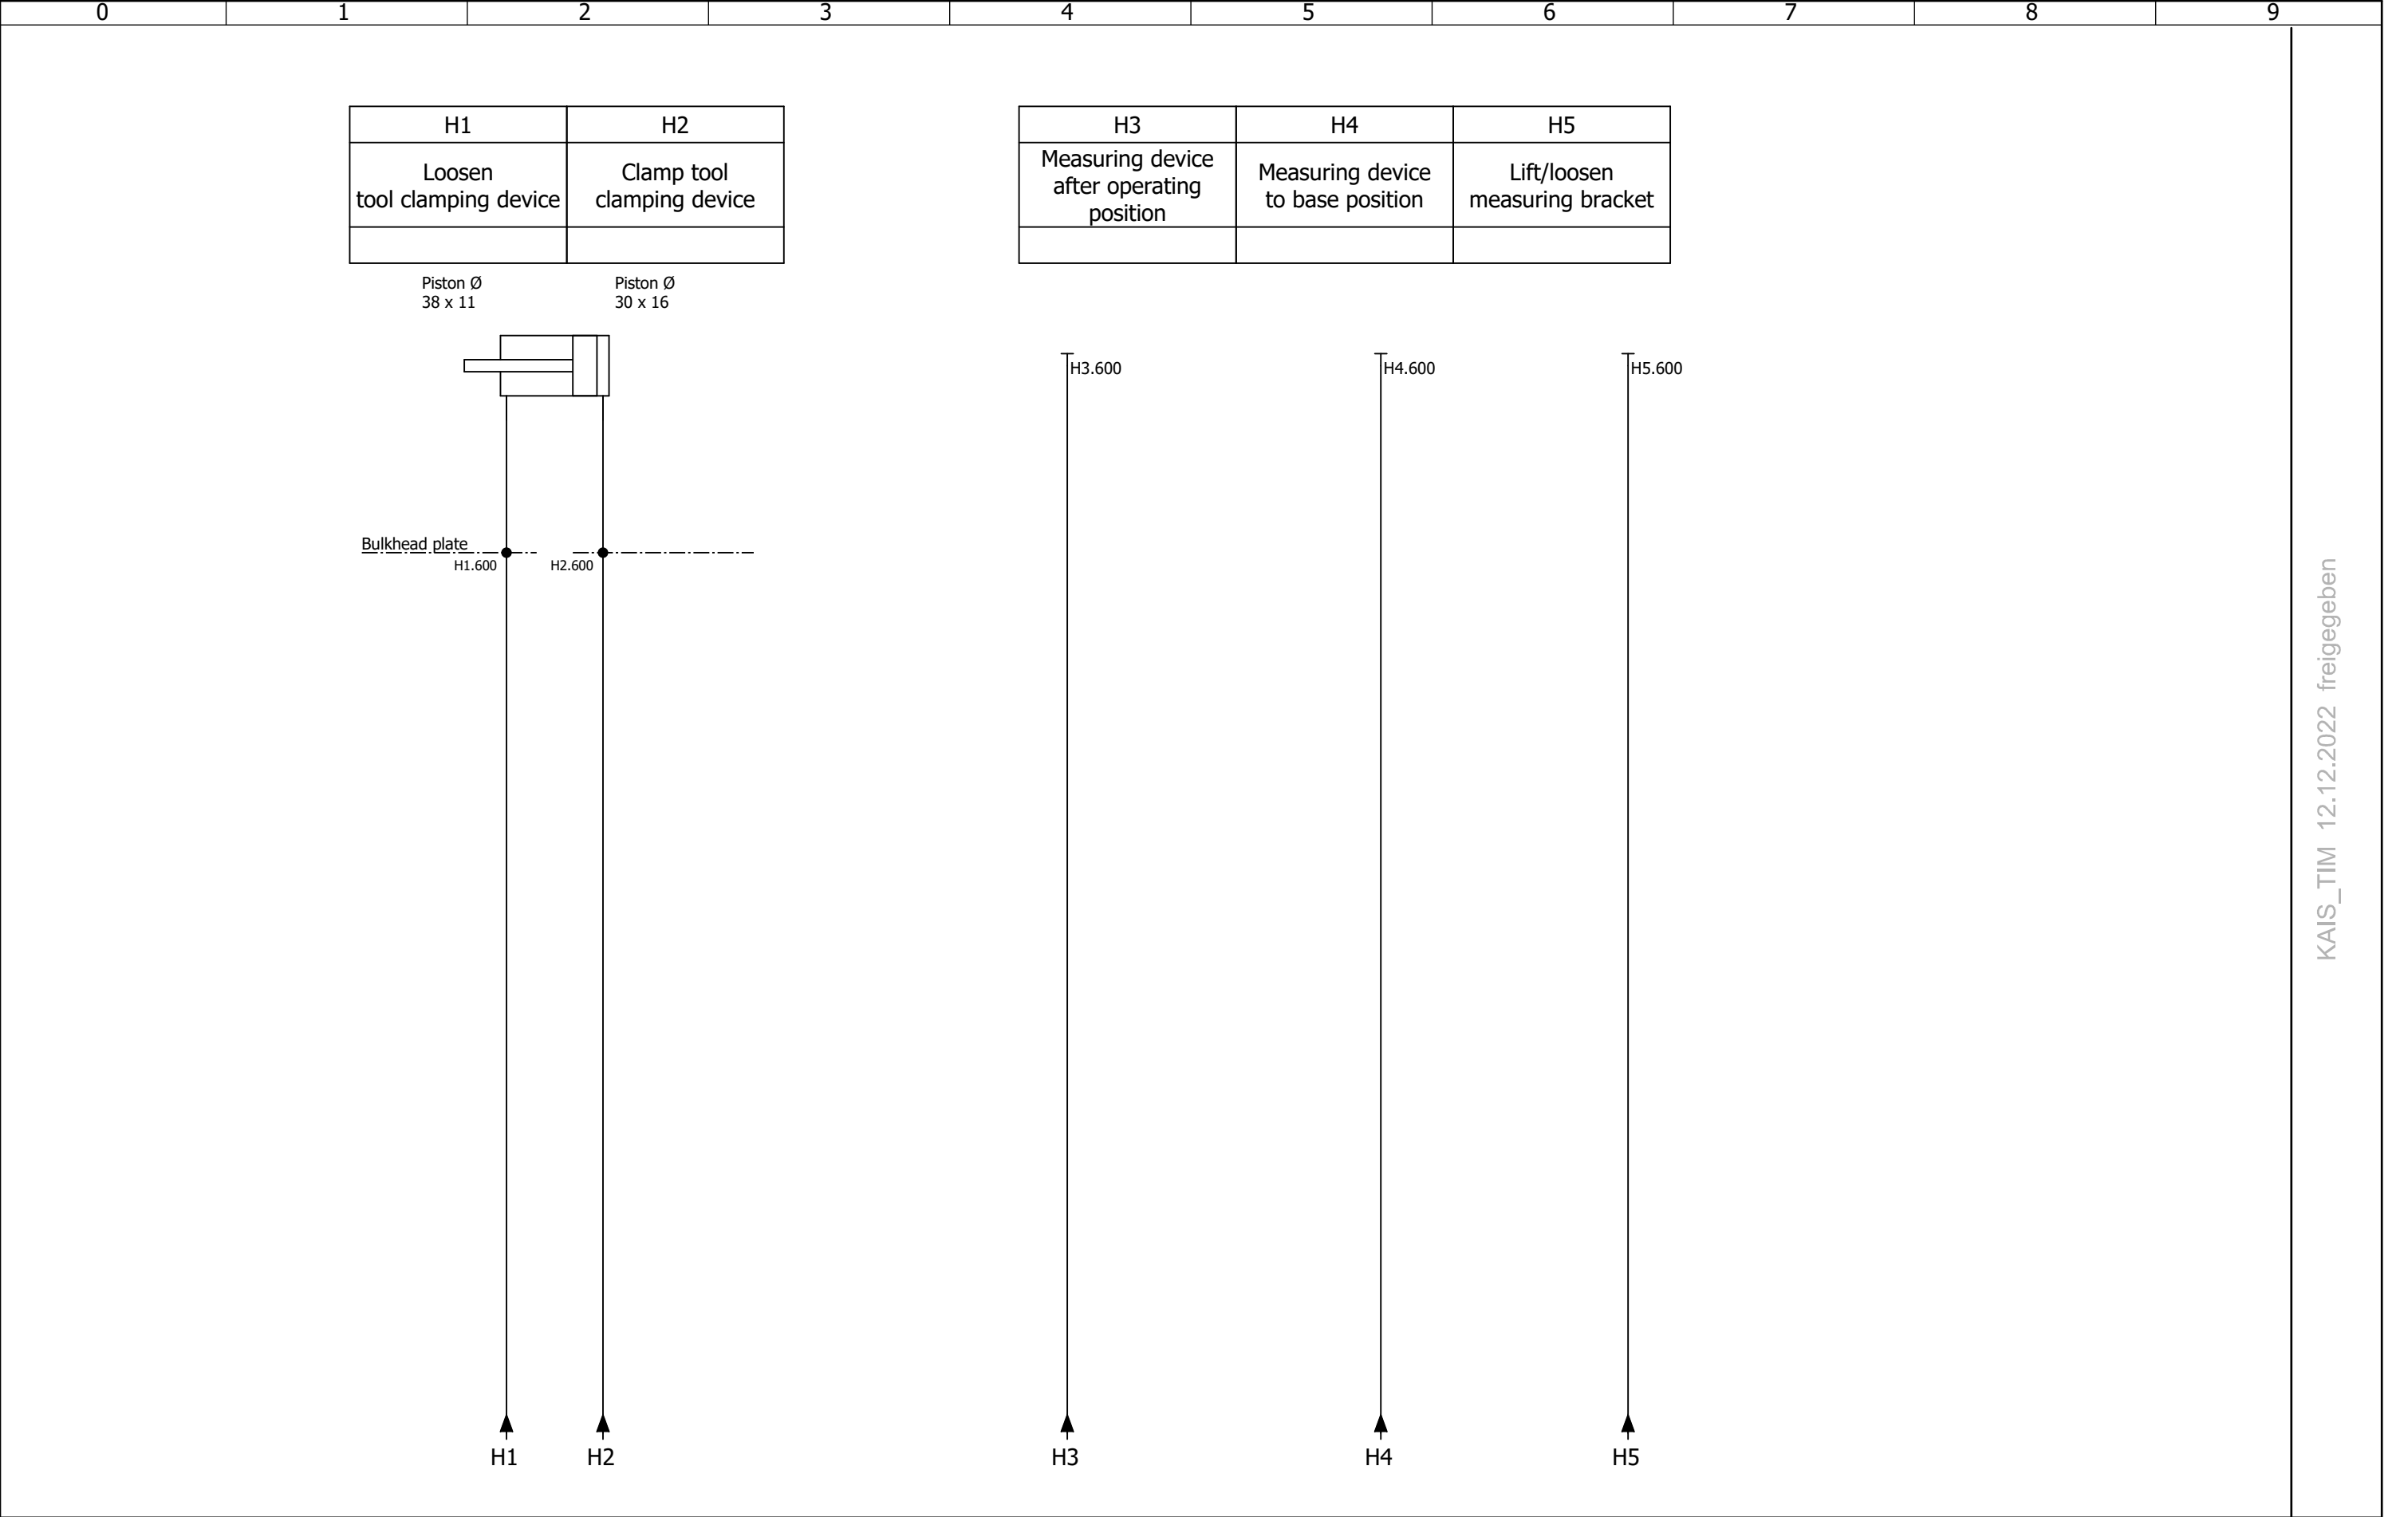 0 1 2 3 4 5 6 7 8 9
H1 H2
Loosen
tool clamping device
Clamp tool
clamping device
H3 H4 H5
Measuring device
after operating
position
Measuring device
to base position
Lift/loosen
measuring bracket
Piston Ø
38 x 11
Piston Ø
30 x 16
H3.600
H4.600
H5.600
Bulkhead plate
H1.600
H2.600
H1 H2 H3 H4 H5
KAIS_TIM 12.12.2022 freigegeben